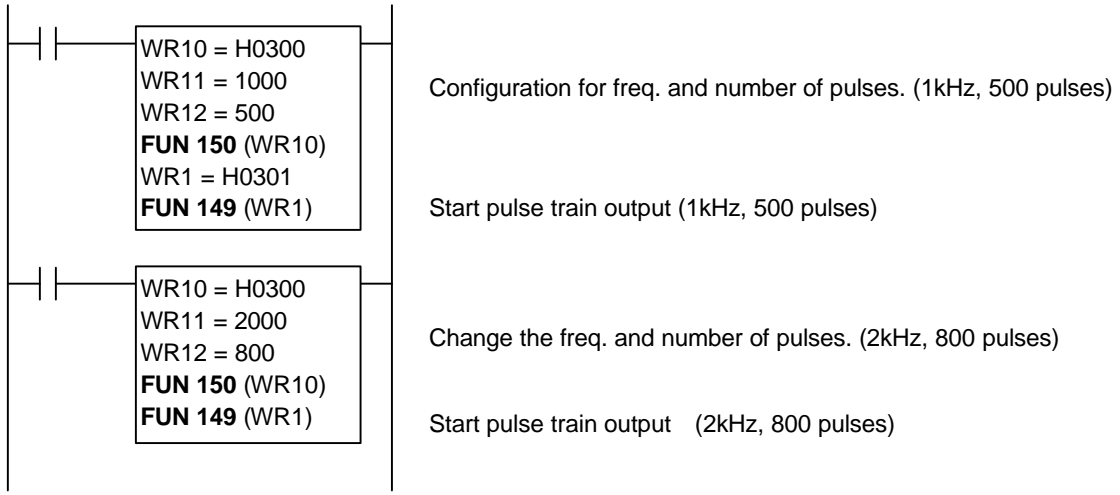 WR10 = H0300
WR11 = 1000
WR12 = 500
FUN 150 (WR10)
WR1 = H0301
FUN 149 (WR1)
Configuration for freq. and number of pulses. (1kHz, 500 pulses)
Start pulse train output (1kHz, 500 pulses)
WR10 = H0300
WR11 = 2000
WR12 = 800
FUN 150 (WR10)
FUN 149 (WR1)
Change the freq. and number of pulses. (2kHz, 800 pulses)
Start pulse train output (2kHz, 800 pulses)